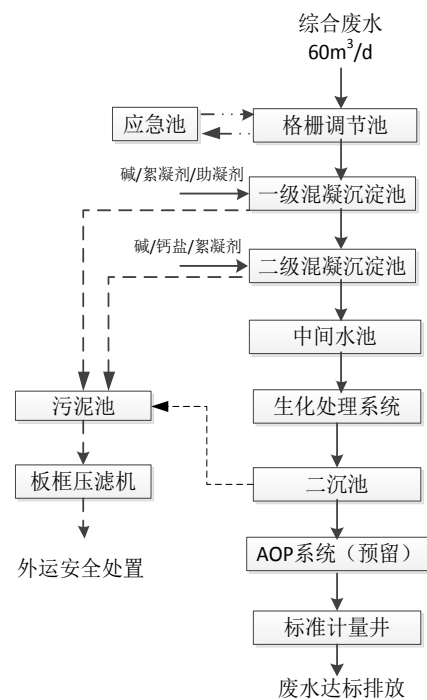 综合废水
60m³/d
应急池
格栅调节池
碱/絮凝剂/助凝剂
一级混凝沉淀池
碱/钙盐/絮凝剂
二级混凝沉淀池
中间水池
污泥池
生化处理系统
板框压滤机
二沉池
外运安全处置
AOP系统（预留）
标准计量井
废水达标排放